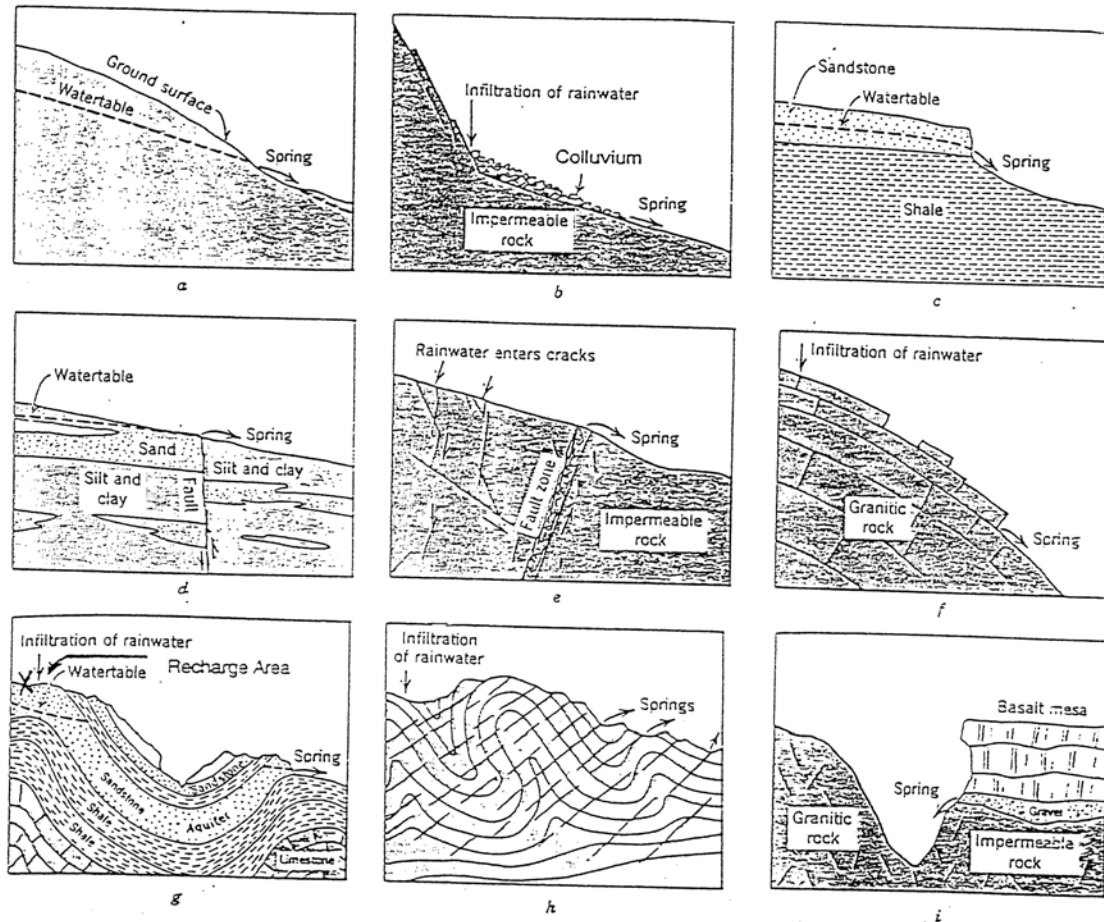 Ground surface
Watertable
Spring
a
Infiltration of rainwater
Colluvium
Spring
Impermeable
rock
b
Sandstone
Watertable
Spring
Shale
c
Watertable
Spring
Sand
Silt and clay
Silt and
clay
Fault
d
Rainwater enters cracks
Spring
Fault zone
Impermeable
rock
e
Infiltration of rainwater
Granitic
rock
Spring
f
Infiltration of rainwater
Watertable
Recharge Area
X
Spring
Sandstone
Sandstone
Shale
Aquifer
Shale
Limestone
g
Infiltration
of rainwater
Springs
h
Basalt mesa
Spring
Gravel
Granitic
rock
Impermeable
rock
i